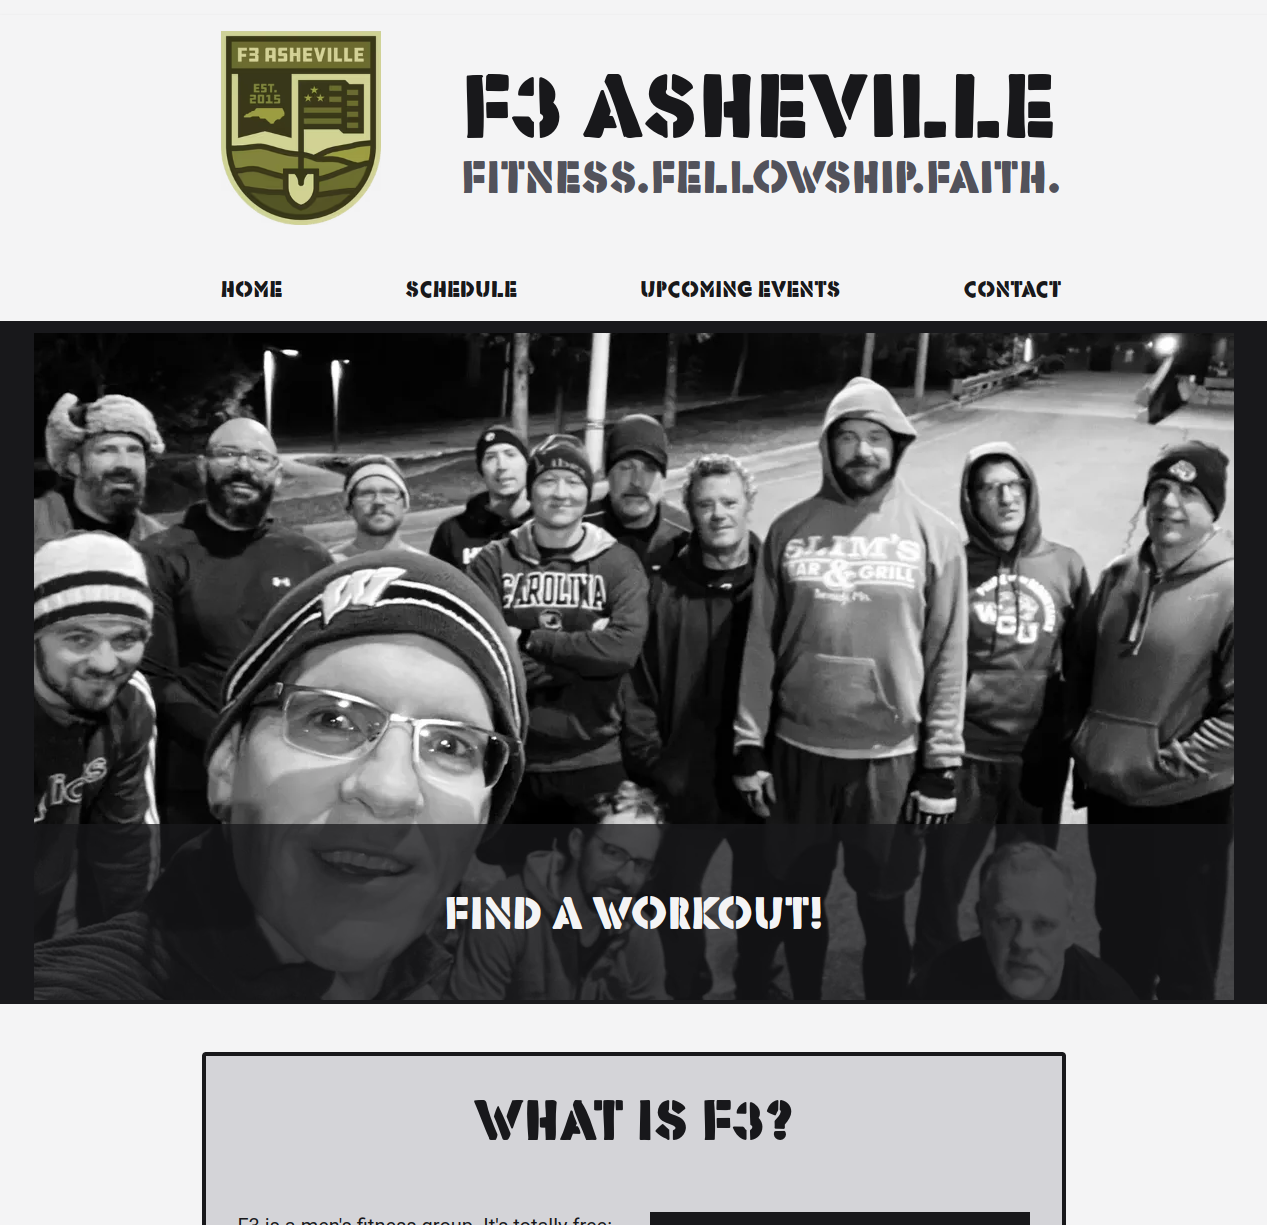 F3 ASHEVILLE
EST.
2015
F3 ASHEVILLE
FITNESS.FELLOWSHIP.FAITH.
HOME SCHEDULE UPCOMING EVENTS CONTACT
CAROLINA
SLIM'S
BAR & GRILL
WCU
FIND A WORKOUT!
WHAT IS F3?
F3 is a men's fitness group. It's totally free;